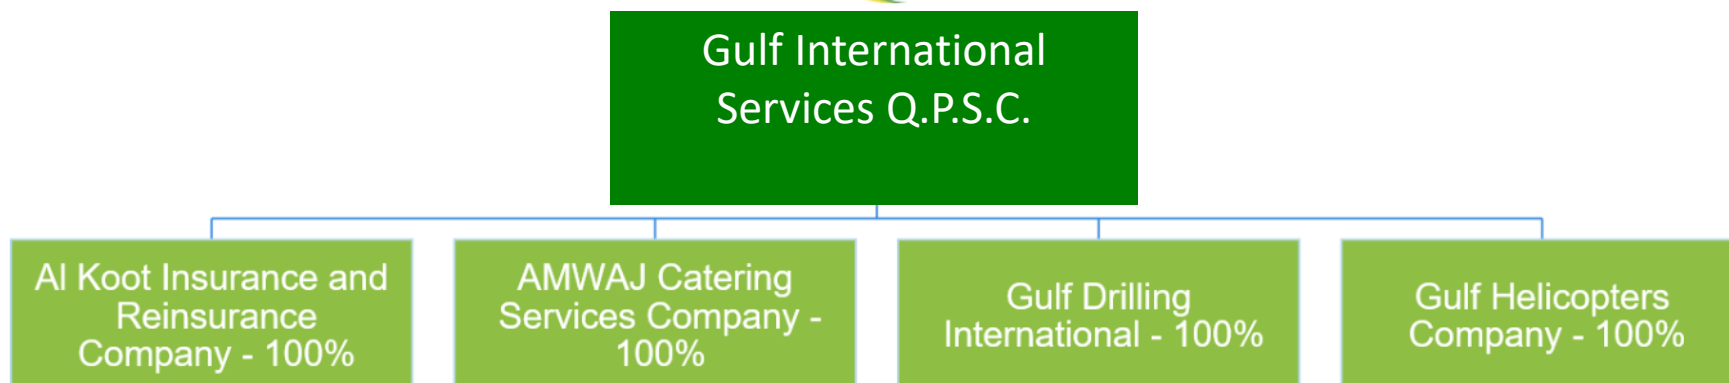 Gulf International
Services Q.P.S.C.
Al Koot Insurance and
Reinsurance
Company - 100%
AMWAJ Catering
Services Company -
100%
Gulf Drilling
International - 100%
Gulf Helicopters
Company - 100%